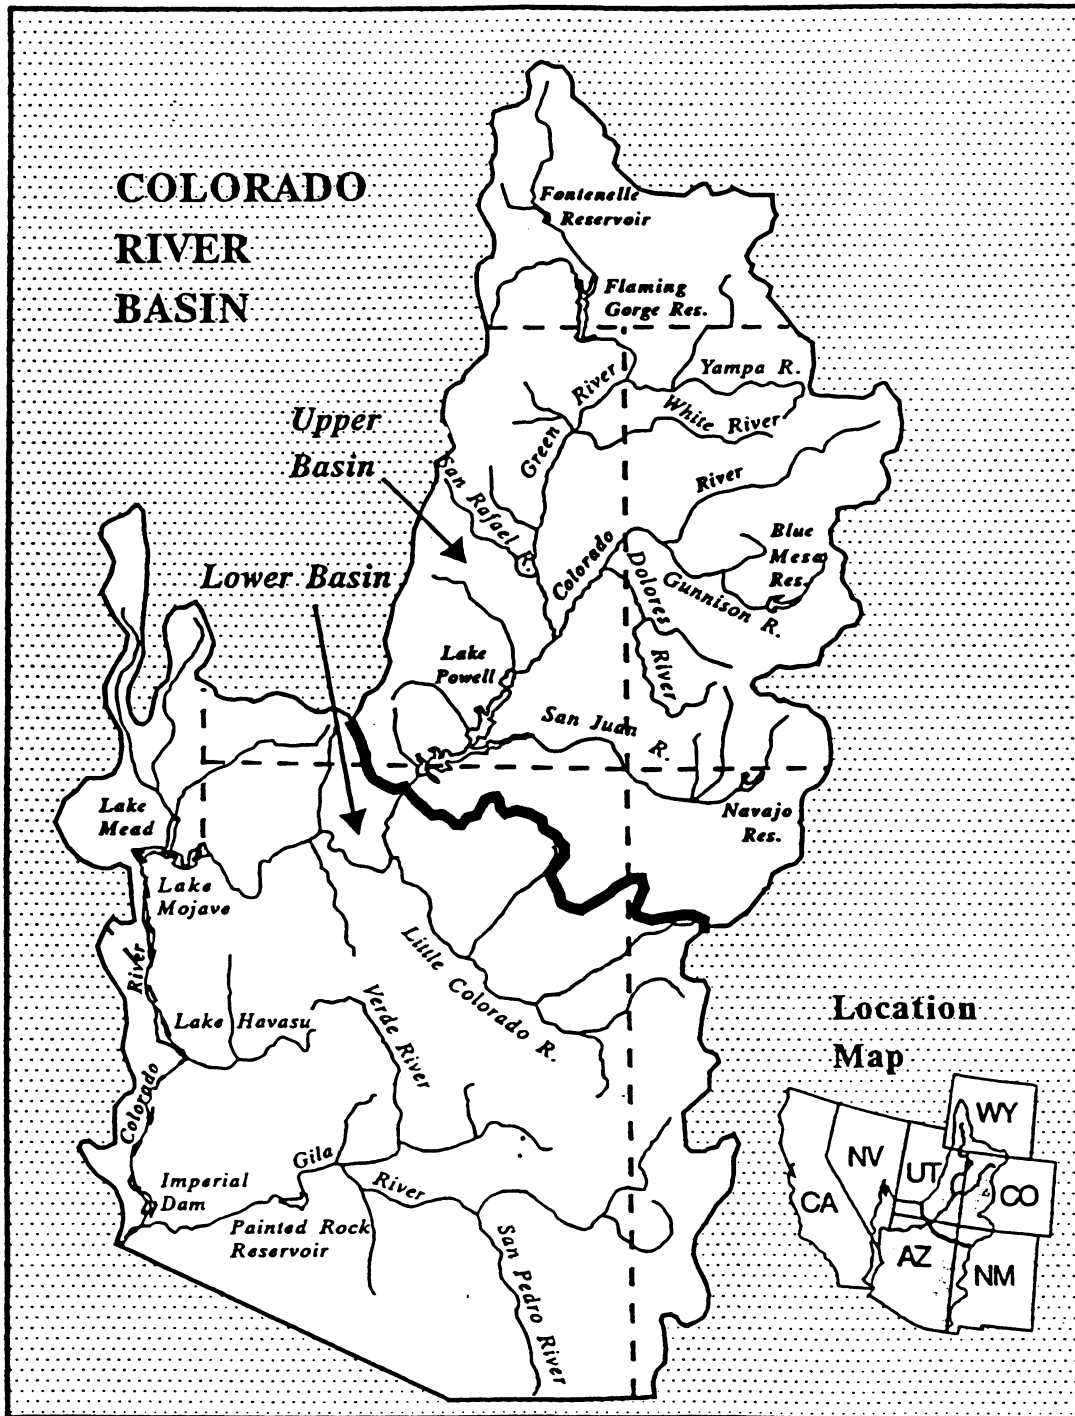 COLORADO
RIVER
BASIN
Fontenelle
Reservoir
Flaming
Gorge Res.
Yampa R.
White River
Green River
Upper
Basin
San Rafael R.
Colorado River
Blue
Mesa
Res.
Gunnison R.
Dolores River
Lower Basin
Lake
Powell
San Juan R.
Navajo
Res.
Lake
Mead
Lake
Mojave
Little Colorado R.
Colorado River
Lake Havasu
Verde River
Gila River
Imperial
Dam
Painted Rock
Reservoir
San Pedro River
Location
Map
WY
NV
UT
CO
CA
AZ
NM